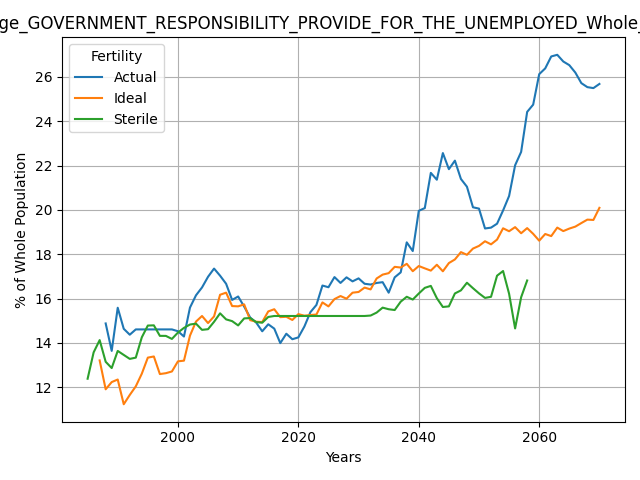 ge_GOVERNMENT_RESPONSIBILITY_PROVIDE_FOR_THE_UNEMPLOYED_Whole_
Fertility
Actual
Ideal
Sterile
% of Whole Population
26
24
22
20
18
16
14
12
2000 2020 2040 2060
Years